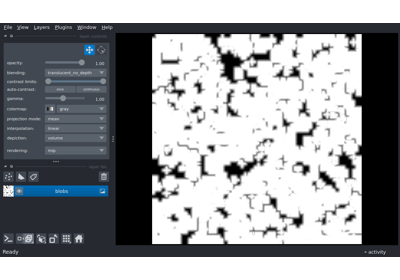 File View Layers Plugins Window Help
opacity: 1.00
blending: translucent_no_depth
contrast limits:
auto-contrast: once continuous
gamma: 1.00
colormap: gray
projection mode: mean
interpolation: linear
depiction: volume
rendering: mip
blobs
Ready
activity